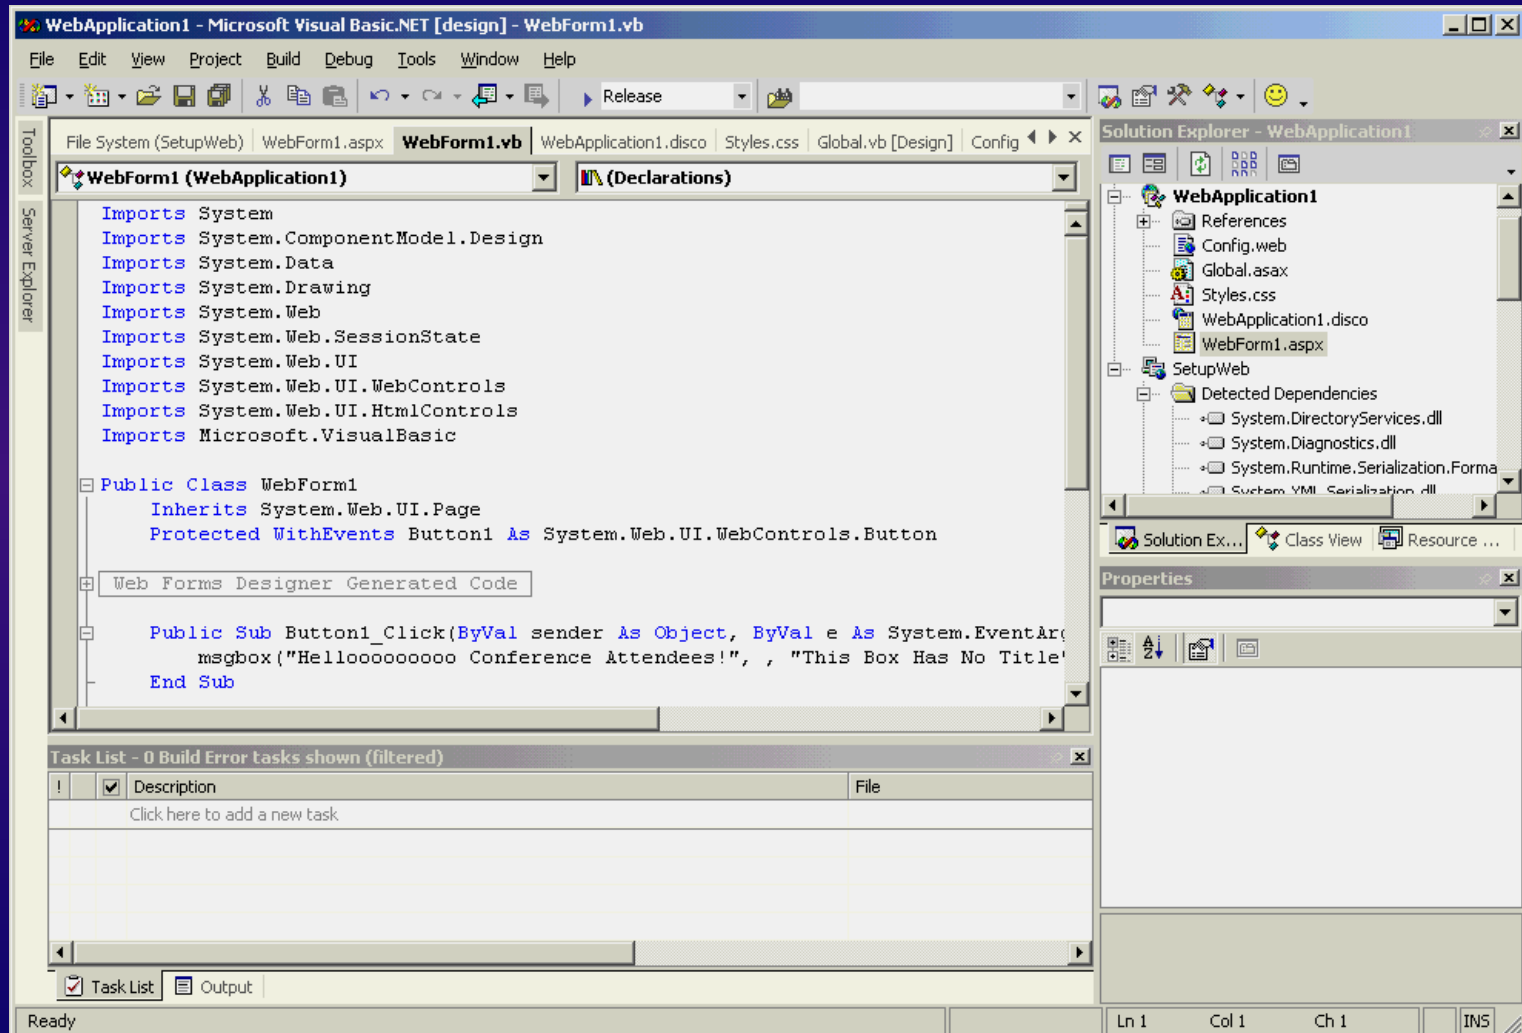 WebApplication1 - Microsoft Visual Basic.NET [design] - WebForm1.vb
File Edit View Project Build Debug Tools Window Help
Release
Toolbox
Server Explorer
File System (SetupWeb) WebForm1.aspx WebForm1.vb WebApplication1.disco Styles.css Global.vb [Design] Config
WebForm1 (WebApplication1) (Declarations)
Imports System
Imports System.ComponentModel.Design
Imports System.Data
Imports System.Drawing
Imports System.Web
Imports System.Web.SessionState
Imports System.Web.UI
Imports System.Web.UI.WebControls
Imports System.Web.UI.HtmlControls
Imports Microsoft.VisualBasic
Public Class WebForm1
Inherits System.Web.UI.Page
Protected WithEvents Button1 As System.Web.UI.WebControls.Button
Web Forms Designer Generated Code
Public Sub Button1_Click(ByVal sender As Object, ByVal e As System.EventArg
msgbox("Hellooooooooo Conference Attendees!", , "This Box Has No Title"
End Sub
Solution Explorer - WebApplication1
WebApplication1
References
Config.web
Global.asax
Styles.css
WebApplication1.disco
WebForm1.aspx
SetupWeb
Detected Dependencies
System.DirectoryServices.dll
System.Diagnostics.dll
System.Runtime.Serialization.Forma
System.XML.Serialization.dll
Solution Ex... Class View Resource ...
Properties
Task List - 0 Build Error tasks shown (filtered)
! Description File
Click here to add a new task
Task List Output
Ready Ln 1 Col 1 Ch 1 INS